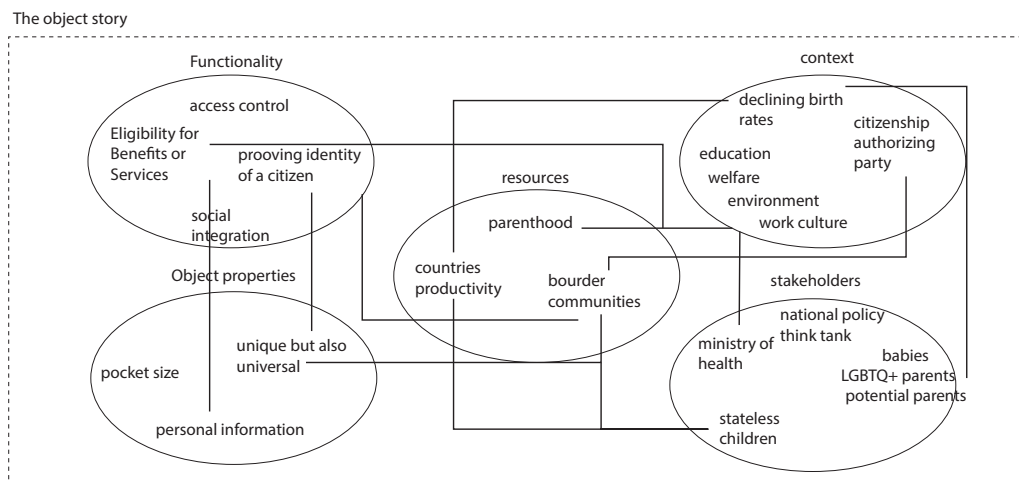 The object story
Functionality
access control
Eligibility for
Benefits or
Services
prooving identity
of a citizen
social
integration
context
declining birth
rates
citizenship
authorizing
party
education
welfare
environment
work culture
resources
parenthood
countries
productivity
bourder
communities
Object properties
unique but also
universal
pocket size
personal information
stakeholders
national policy
think tank
ministry of
health
babies
LGBTQ+ parents
potential parents
stateless
children